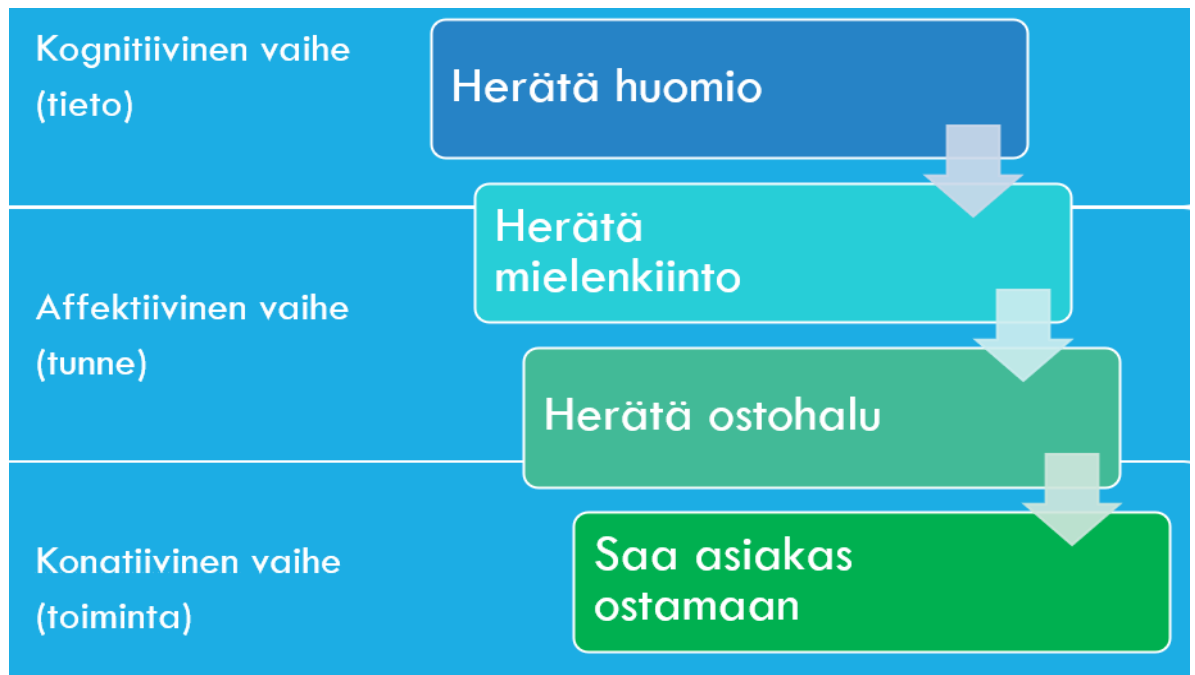 Kognitiivinen vaihe
(tieto)
Herätä huomio
Affektiivinen vaihe
(tunne)
Herätä
mielenkiinto
Herätä ostohalu
Konatiivinen vaihe
(toiminta)
Saa asiakas
ostamaan